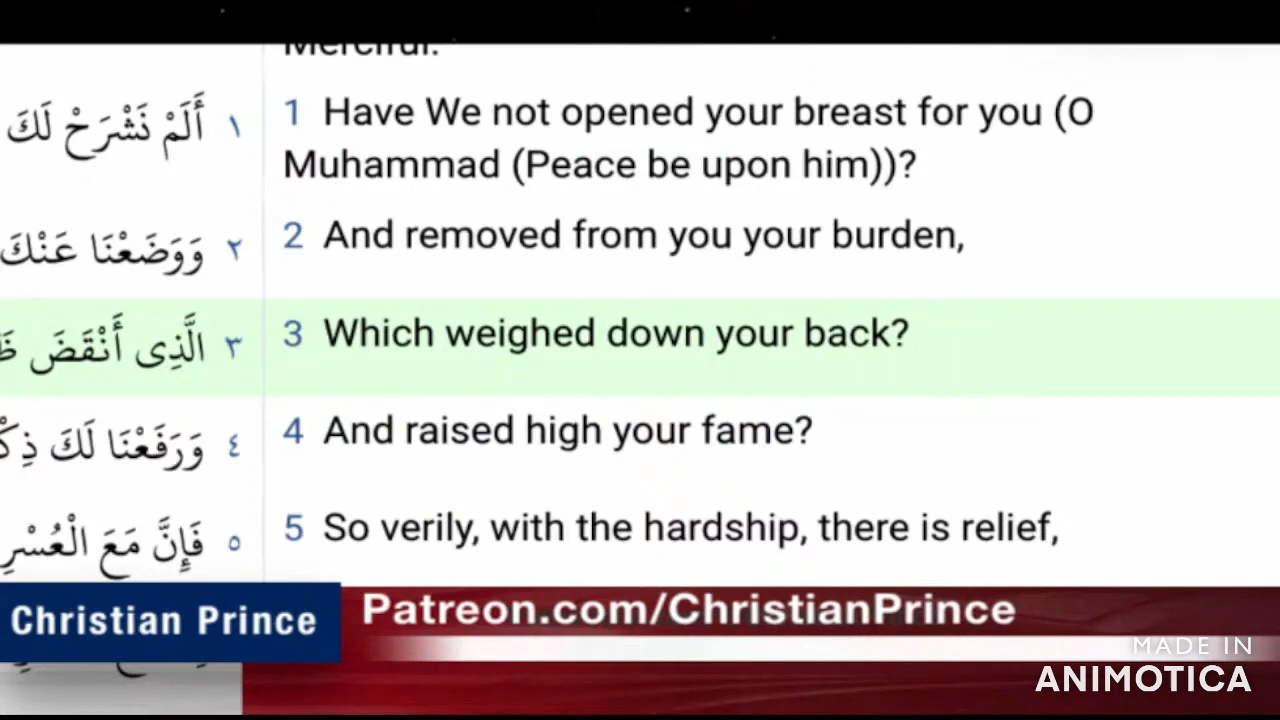 Merciful.
أَلَمْ نَشْرَحْ لَكَ ١
1 Have We not opened your breast for you (O
Muhammad (Peace be upon him))?
وَوَضَعْنَا عَنْكَ ٢
2 And removed from you your burden,
الَّذِى أَنْقَضَ ٣
3 Which weighed down your back?
وَرَفَعْنَا لَكَ ٤
4 And raised high your fame?
فَإِنَّ مَعَ الْعُسْرِ ٥
5 So verily, with the hardship, there is relief,
Christian Prince
Patreon.com/ChristianPrince
MADE IN
ANIMOTICA